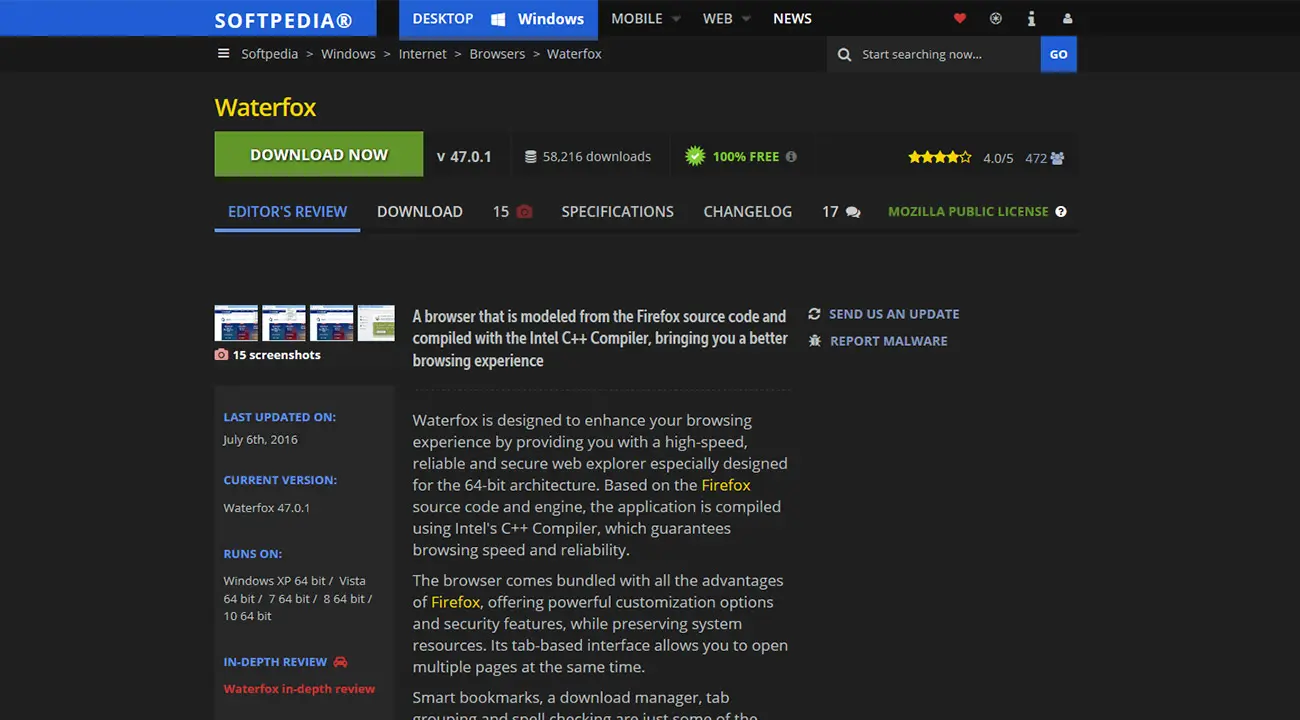 SOFTPEDIA®
DESKTOP Windows MOBILE WEB NEWS
Softpedia > Windows > Internet > Browsers > Waterfox
Start searching now...
GO
Waterfox
DOWNLOAD NOW
v 47.0.1
58,216 downloads
100% FREE
4.0/5 472
EDITOR'S REVIEW
DOWNLOAD
15
SPECIFICATIONS
CHANGELOG
17
MOZILLA PUBLIC LICENSE
15 screenshots
LAST UPDATED ON:
July 6th, 2016
CURRENT VERSION:
Waterfox 47.0.1
RUNS ON:
Windows XP 64 bit / Vista
64 bit / 7 64 bit / 8 64 bit /
10 64 bit
IN-DEPTH REVIEW
Waterfox in-depth review
A browser that is modeled from the Firefox source code and
compiled with the Intel C++ Compiler, bringing you a better
browsing experience
Waterfox is designed to enhance your browsing
experience by providing you with a high-speed,
reliable and secure web explorer especially designed
for the 64-bit architecture. Based on the Firefox
source code and engine, the application is compiled
using Intel's C++ Compiler, which guarantees
browsing speed and reliability.
The browser comes bundled with all the advantages
of Firefox, offering powerful customization options
and security features, while preserving system
resources. Its tab-based interface allows you to open
multiple pages at the same time.
Smart bookmarks, a download manager, tab
grouping and spell checking are just some of the
SEND US AN UPDATE
REPORT MALWARE